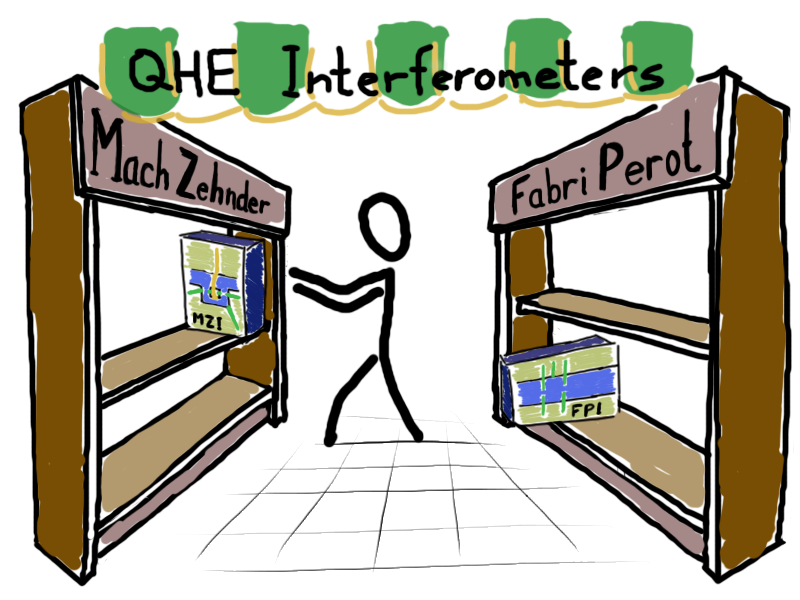 QHE Interferometers
Mach Zehnder
Fabri Perot
MZI
FPI